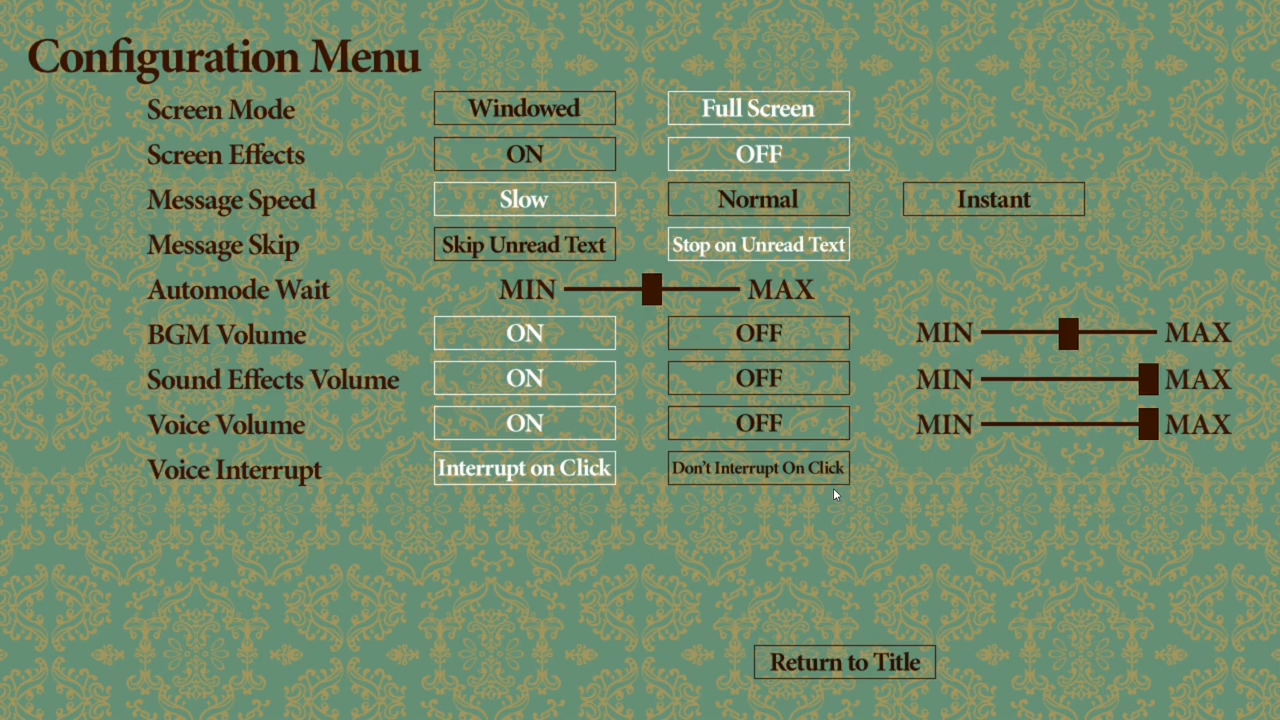 Configuration Menu
Screen Mode Windowed Full Screen
Screen Effects ON OFF
Message Speed Slow Normal Instant
Message Skip Skip Unread Text Stop on Unread Text
Automode Wait MIN MAX
BGM Volume ON OFF MIN MAX
Sound Effects Volume ON OFF MIN MAX
Voice Volume ON OFF MIN MAX
Voice Interrupt Interrupt on Click Don't Interrupt On Click
Return to Title